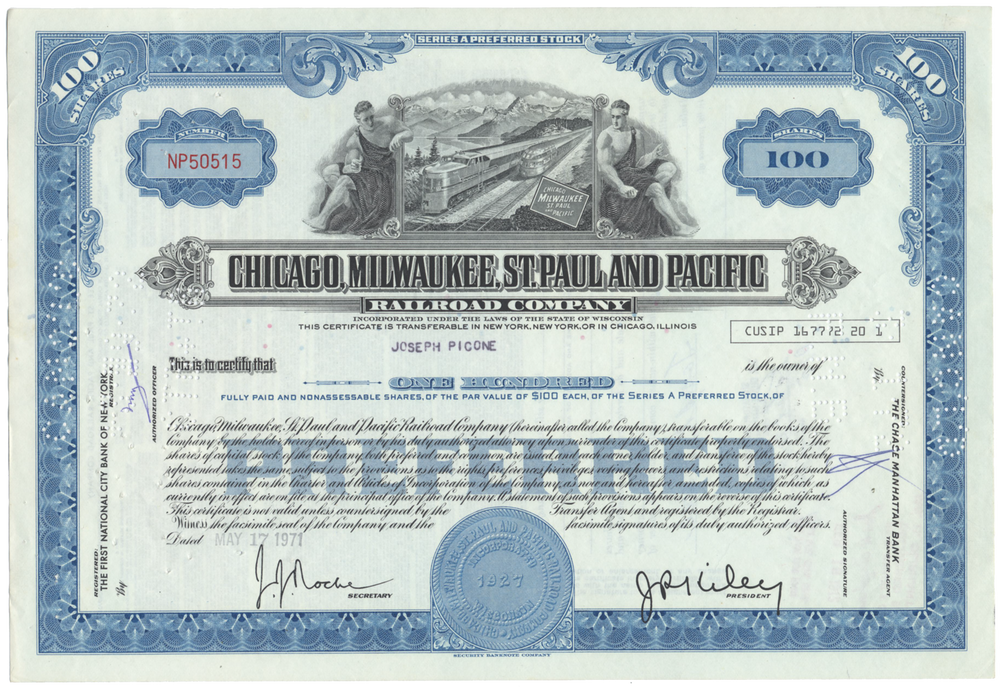 SERIES A PREFERRED STOCK
100 SHARES
100 SHARES
NUMBER
NP50515
SHARES
100
CHICAGO
MILWAUKEE
ST. PAUL
AND PACIFIC
CHICAGO, MILWAUKEE, ST. PAUL AND PACIFIC
RAILROAD COMPANY
INCORPORATED UNDER THE LAWS OF THE STATE OF WISCONSIN
THIS CERTIFICATE IS TRANSFERABLE IN NEW YORK, NEW YORK, OR IN CHICAGO, ILLINOIS
CUSIP 167772 20 1
JOSEPH PICONE
This is to certify that
is the owner of
ONE HUNDRED
FULLY PAID AND NONASSESSABLE SHARES, OF THE PAR VALUE OF $100 EACH, OF THE SERIES A PREFERRED STOCK, OF
Chicago, Milwaukee, St. Paul and Pacific Railroad Company (hereinafter called the Company), transferable on the books of the
Company by the holder hereof in person or by his duly authorized attorney upon surrender of this certificate properly endorsed. The
shares of capital stock of the Company, both preferred and common, are issued and each owner, holder and transferee of the stock hereby
represented takes the same, subject to the provisions as to the rights, preferences, privileges, voting power and restrictions relating to such
shares contained in the Charter or Articles of Incorporation of the Company, as now and hereafter amended, copies of which, as
currently in effect are on file at the principal office of the Company. A statement of such provisions appears on the reverse of this certificate.
This certificate is not valid unless countersigned by the Transfer Agent and registered by the Registrar.
Witness the facsimile seal of the Company and the facsimile signatures of its duly authorized officers.
PREFERRED
Dated MAY 17 1971
J. J. Roche
SECRETARY
1927
PRESIDENT
REGISTERED:
THE FIRST NATIONAL CITY BANK OF NEW YORK,
REGISTRAR
By
AUTHORIZED OFFICER
COUNTERSIGNED:
THE CHASE MANHATTAN BANK
TRANSFER AGENT
By
AUTHORIZED SIGNATURE
SECURITY BANKNOTE COMPANY